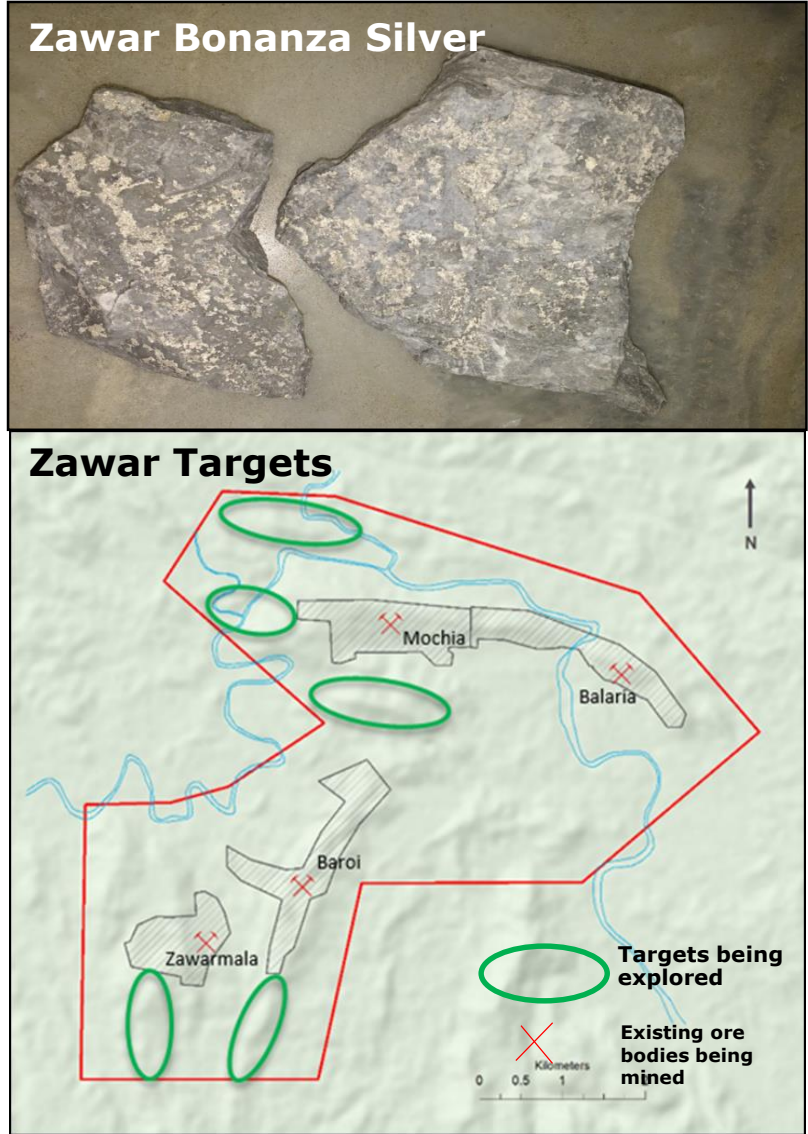 Zawar Bonanza Silver
Zawar Targets
N
Mochia
Balaria
Baroi
Zawarmala
Targets being
explored
Existing ore
bodies being
mined
Kilometers
0 0.5 1